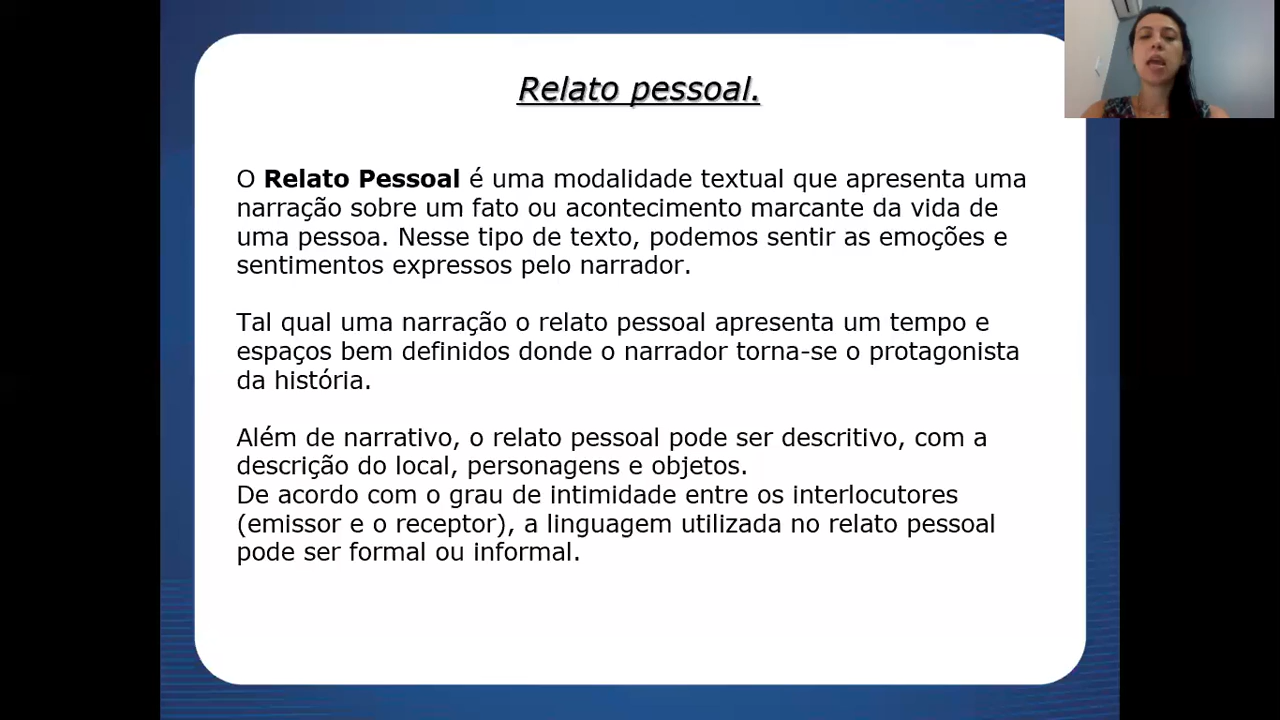 Relato pessoal.
O Relato Pessoal é uma modalidade textual que apresenta uma
narração sobre um fato ou acontecimento marcante da vida de
uma pessoa. Nesse tipo de texto, podemos sentir as emoções e
sentimentos expressos pelo narrador.
Tal qual uma narração o relato pessoal apresenta um tempo e
espaços bem definidos donde o narrador torna-se o protagonista
da história.
Além de narrativo, o relato pessoal pode ser descritivo, com a
descrição do local, personagens e objetos.
De acordo com o grau de intimidade entre os interlocutores
(emissor e o receptor), a linguagem utilizada no relato pessoal
pode ser formal ou informal.